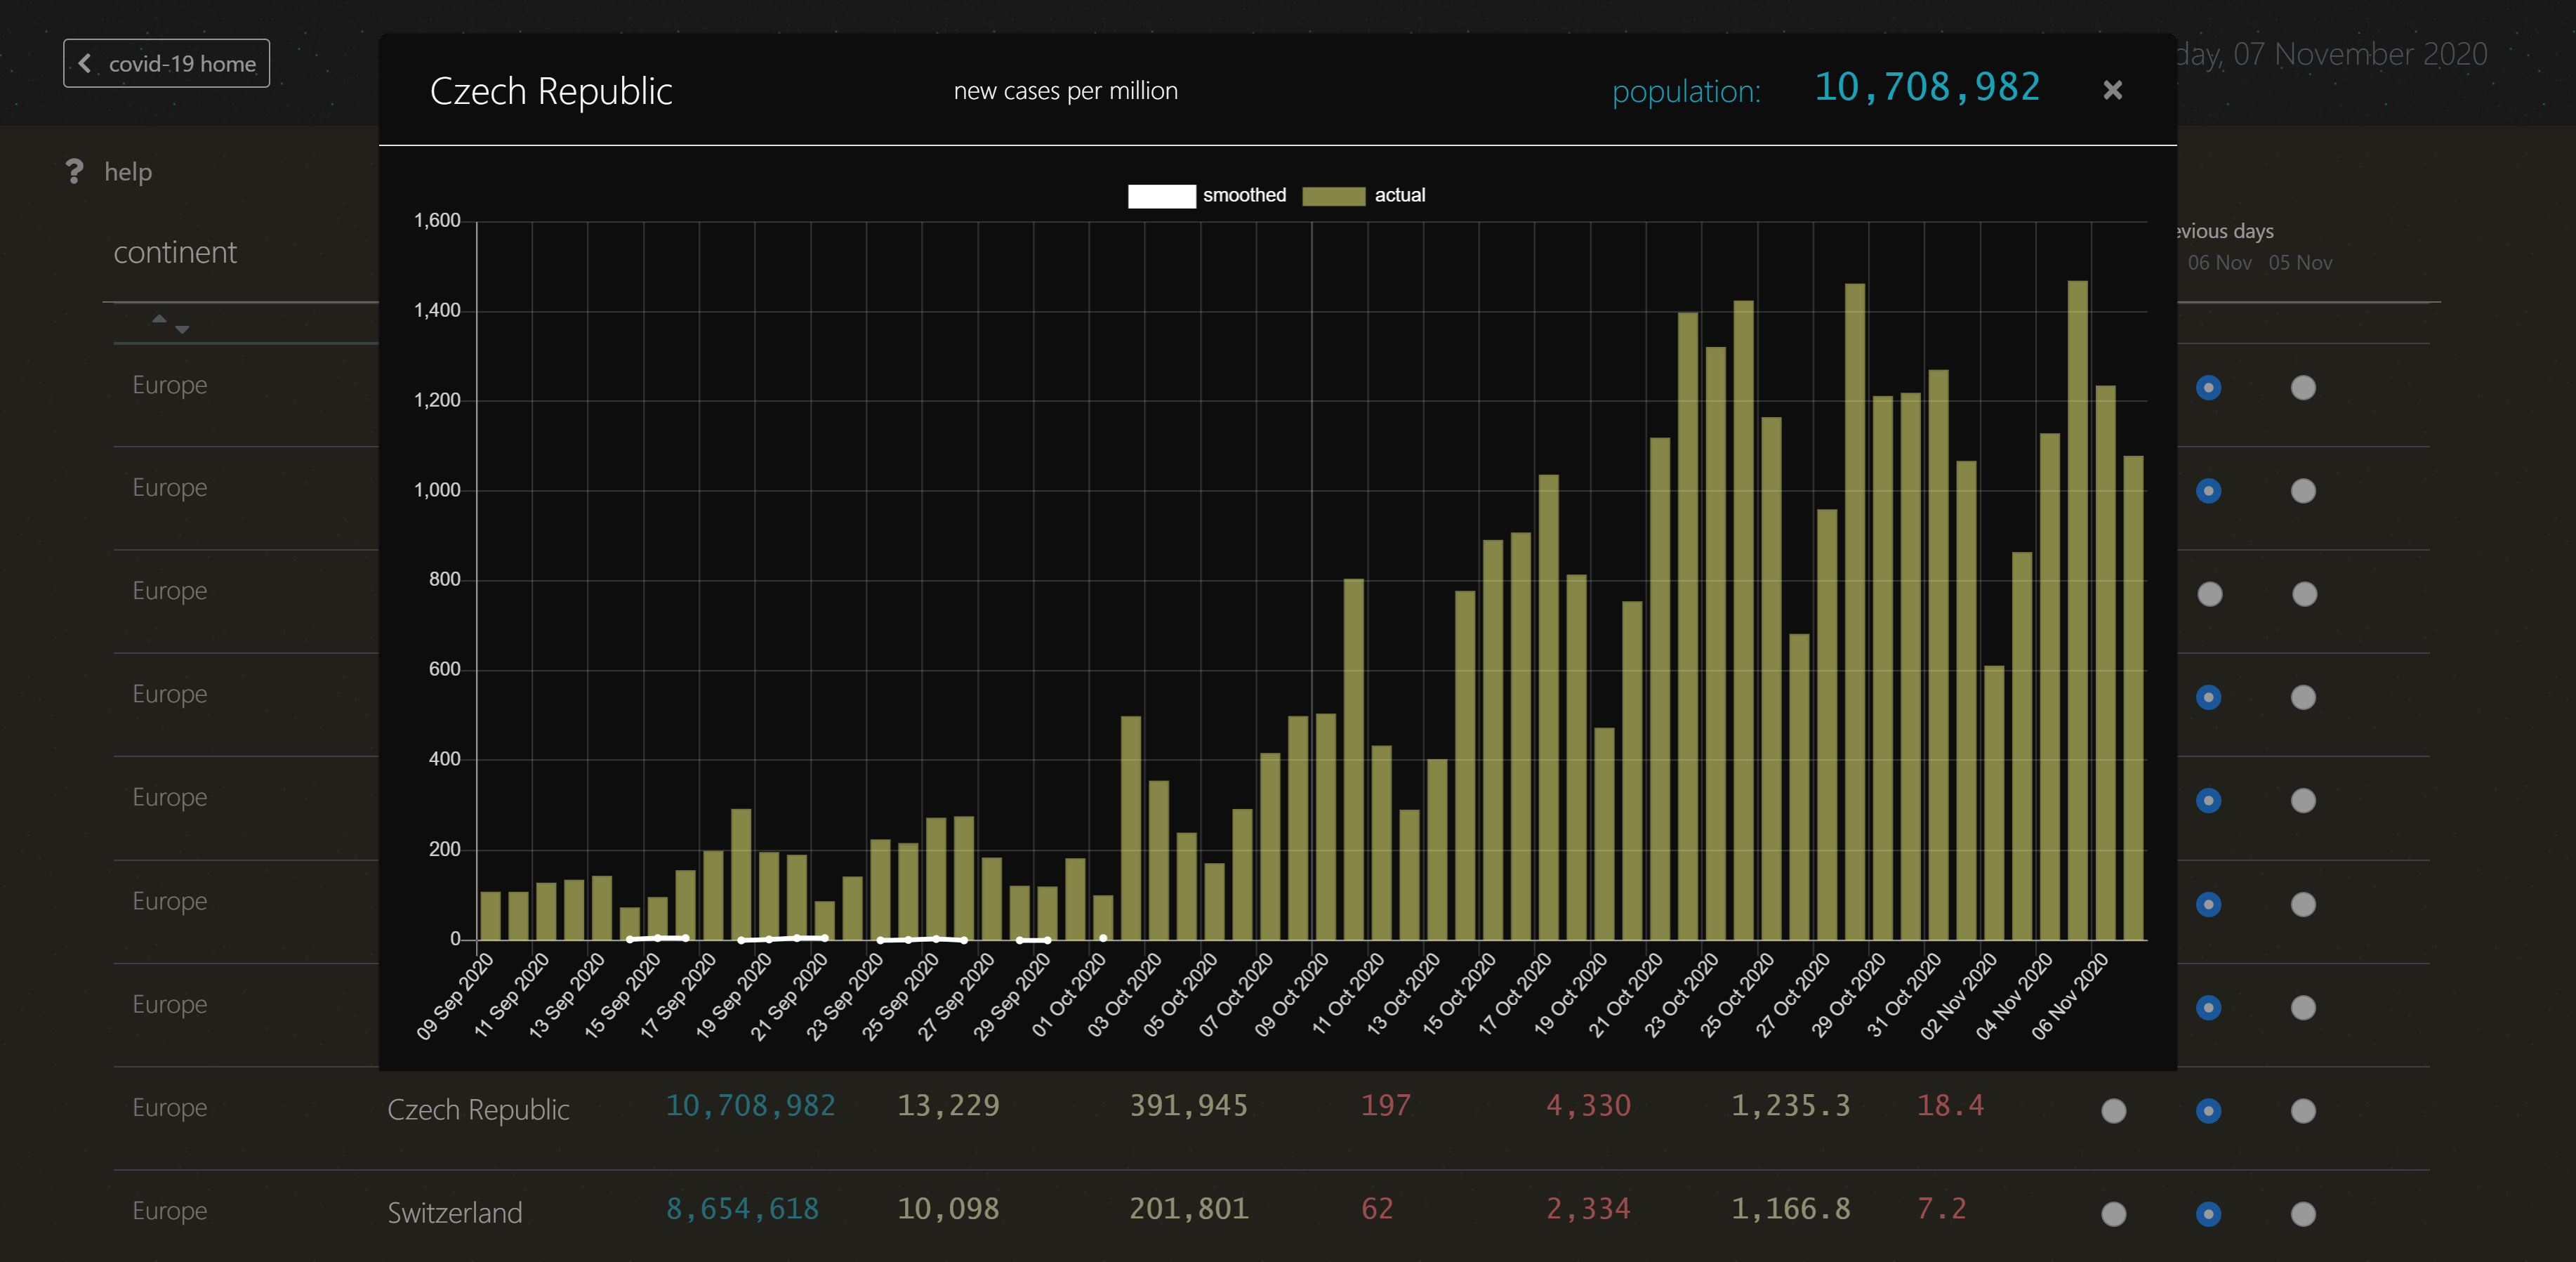 covid-19 home
day, 07 November 2020
Czech Republic new cases per million population: 10,708,982 ×
? help
smoothed actual
continent
evious days
06 Nov 05 Nov
1,600
1,400
1,200
1,000
800
600
400
200
0
09 Sep 2020
11 Sep 2020
13 Sep 2020
15 Sep 2020
17 Sep 2020
19 Sep 2020
21 Sep 2020
23 Sep 2020
25 Sep 2020
27 Sep 2020
29 Sep 2020
01 Oct 2020
03 Oct 2020
05 Oct 2020
07 Oct 2020
09 Oct 2020
11 Oct 2020
13 Oct 2020
15 Oct 2020
17 Oct 2020
19 Oct 2020
21 Oct 2020
23 Oct 2020
25 Oct 2020
27 Oct 2020
29 Oct 2020
31 Oct 2020
02 Nov 2020
04 Nov 2020
06 Nov 2020
Europe
Europe
Europe
Europe
Europe
Europe
Europe
Europe Czech Republic 10,708,982 13,229 391,945 197 4,330 1,235.3 18.4
Europe Switzerland 8,654,618 10,098 201,801 62 2,334 1,166.8 7.2